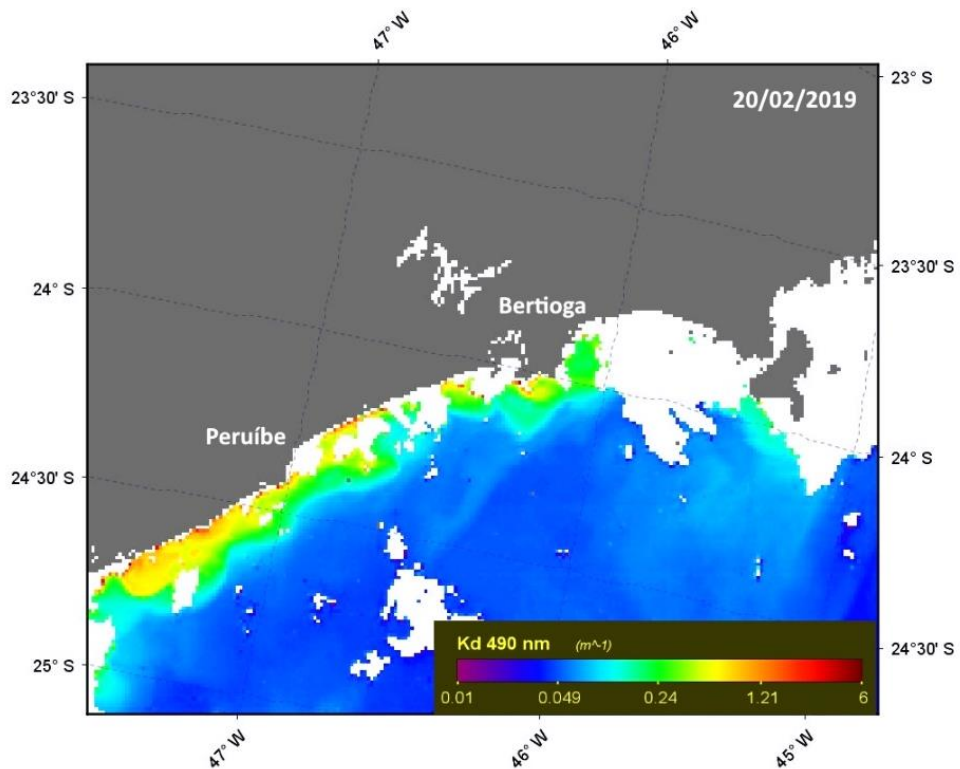 47° W
46° W
23°30' S
23° S
20/02/2019
23°30' S
24° S
Bertioga
Peruíbe
24° S
24°30' S
Kd 490 nm (m^-1)
0.01 0.049 0.24 1.21 6
25° S
24°30' S
47° W
46° W
45° W